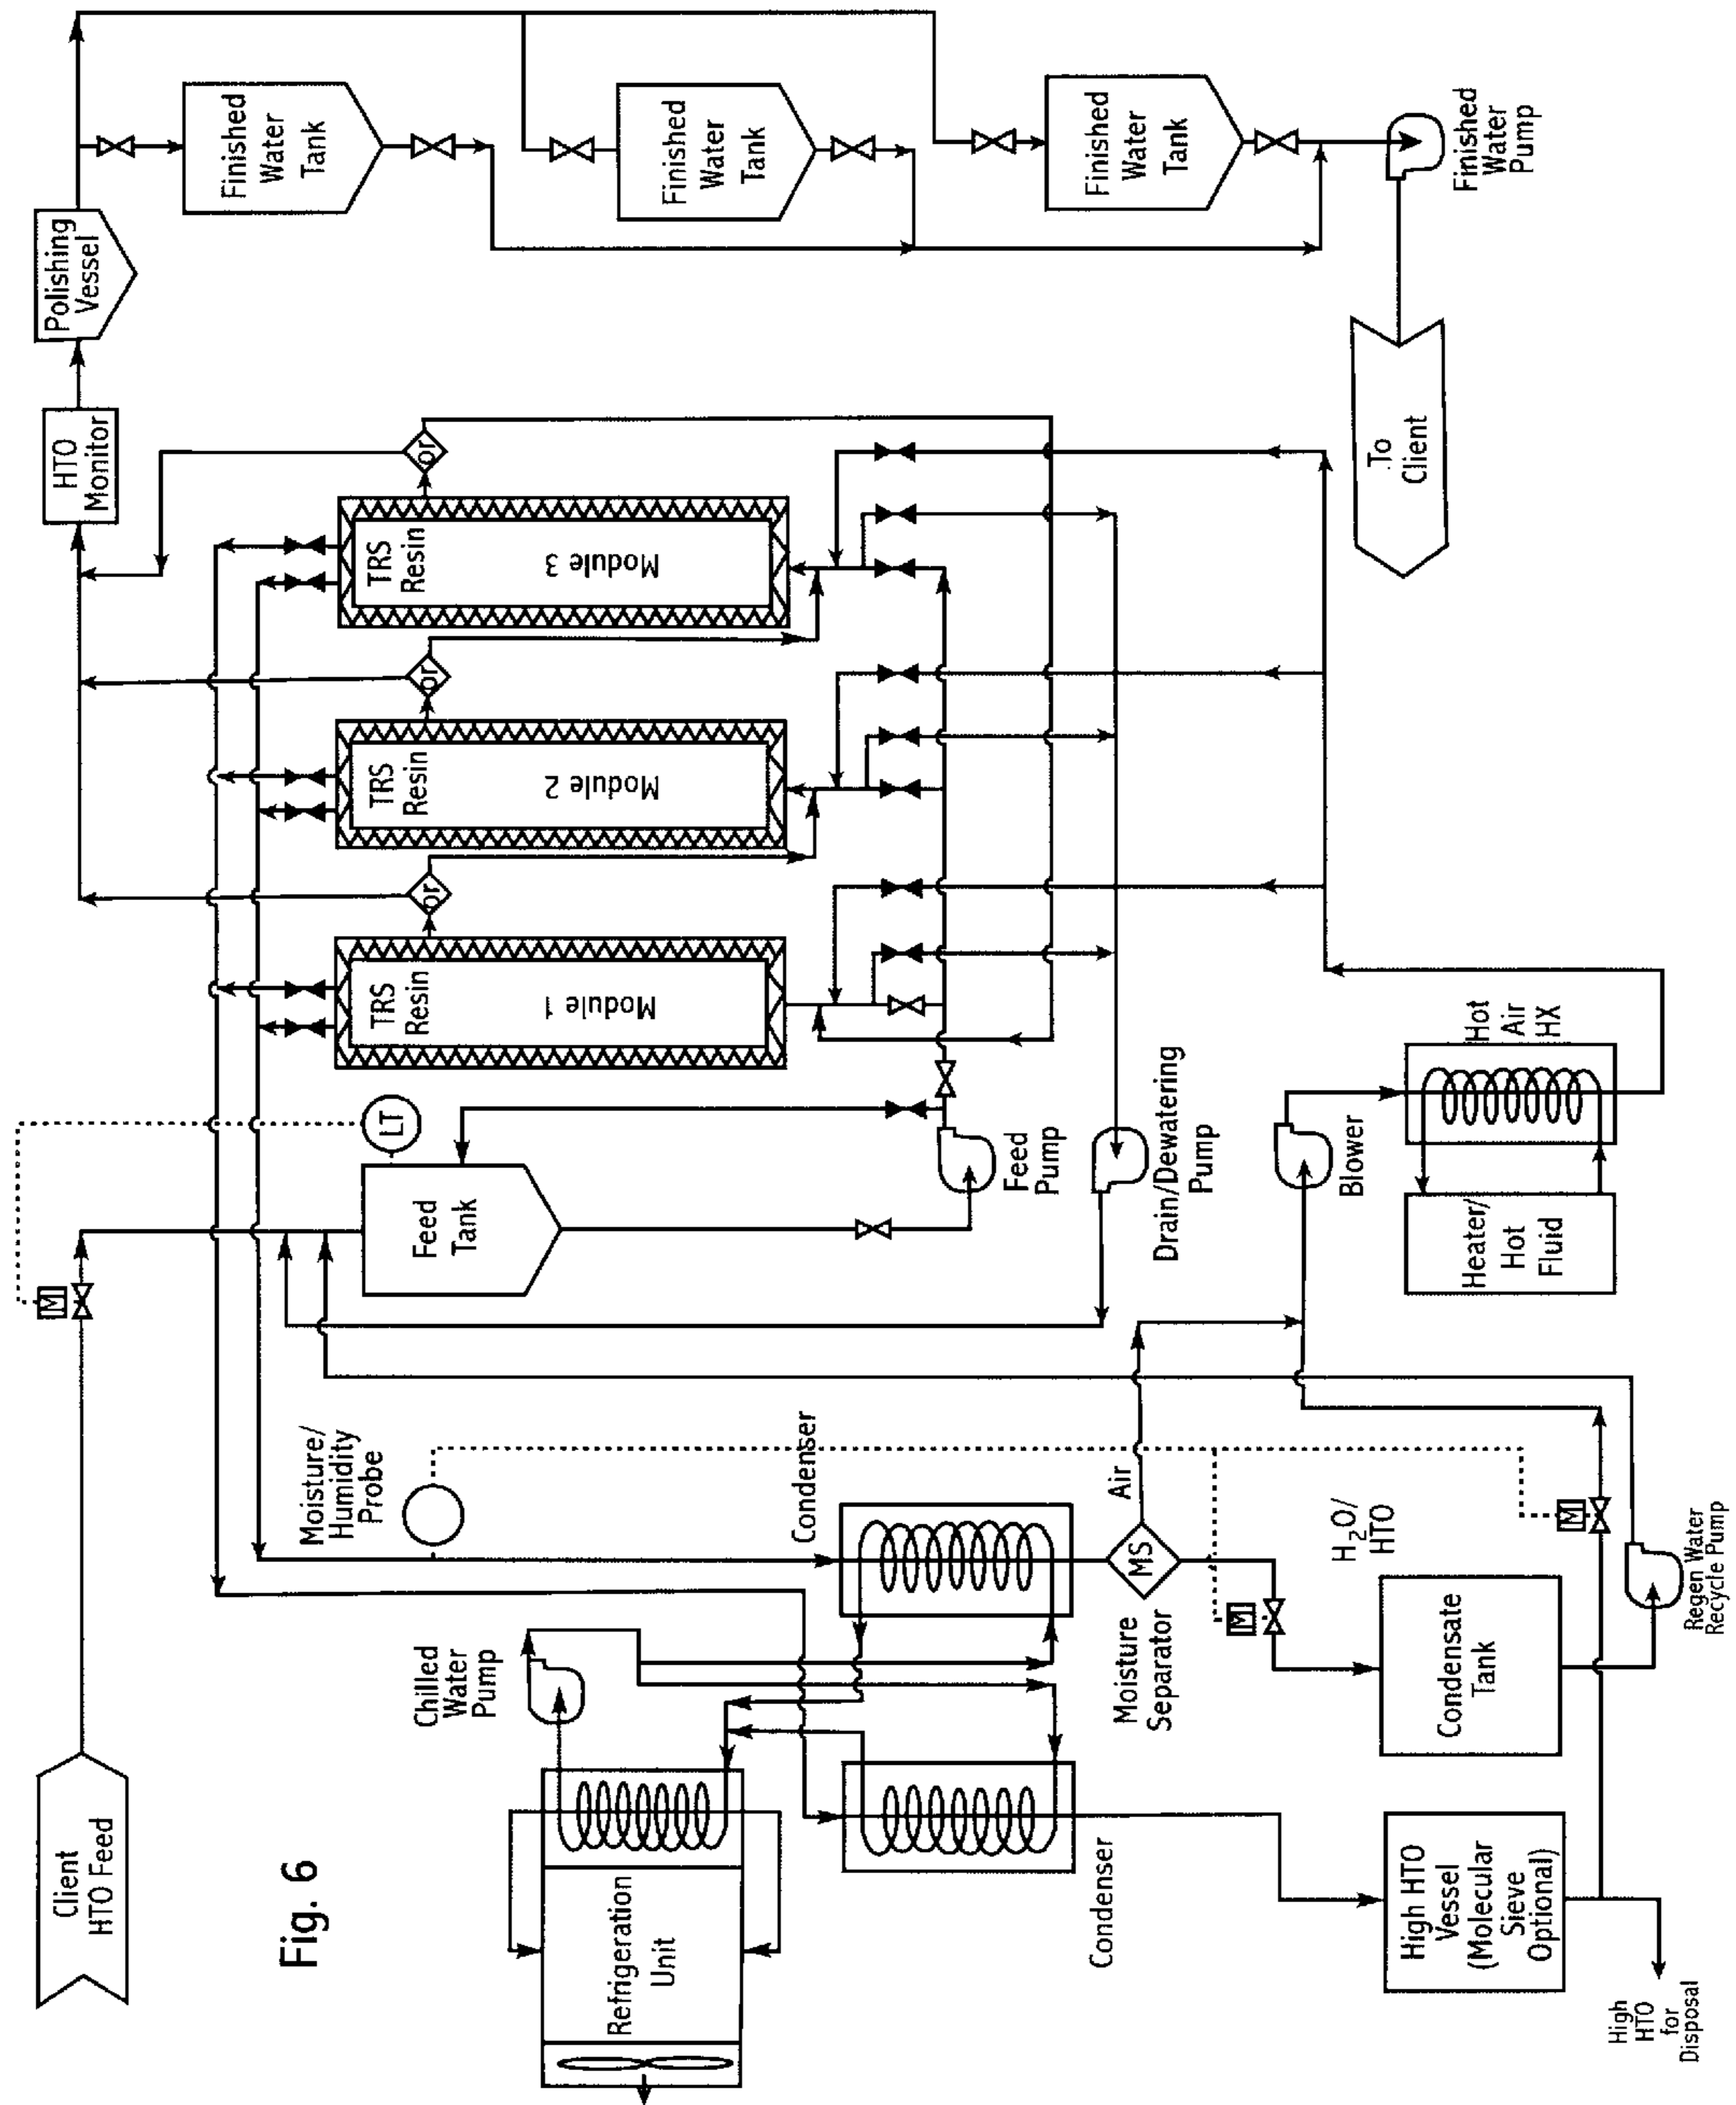 Client
HTO Feed
M
LT
Feed
Tank
Feed
Pump
Drain/Dewatering
Pump
TRS
Resin
Module 1
or
TRS
Resin
Module 2
or
TRS
Resin
Module 3
or
HTO
Monitor
Polishing
Vessel
Finished
Water
Tank
Finished
Water
Tank
Finished
Water
Tank
Finished
Water
Pump
To
Client
Fig. 6
Refrigeration
Unit
Chilled
Water
Pump
Moisture/
Humidity
Probe
Condenser
Condenser
MS
Moisture
Separator
Air
M
H₂O/
HTO
M
Condensate
Tank
Regen Water
Recycle Pump
High HTO
Vessel
(Molecular
Sieve
Optional)
High
HTO
for
Disposal
Blower
Hot
Air
HX
Heater/
Hot
Fluid